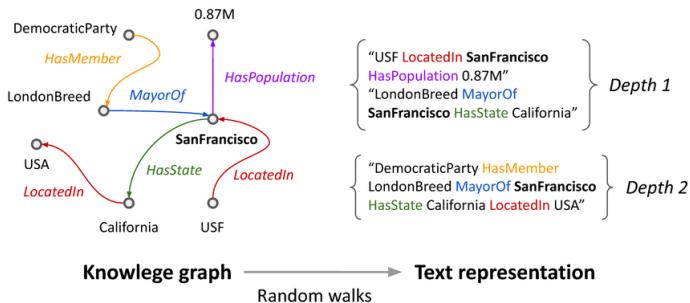 DemocraticParty
0.87M
HasMember
HasPopulation
LondonBreed
MayorOf
SanFrancisco
USA
HasState
LocatedIn
LocatedIn
California
USF
“USF LocatedIn SanFrancisco
HasPopulation 0.87M”
“LondonBreed MayorOf
SanFrancisco HasState California”
Depth 1
“DemocraticParty HasMember
LondonBreed MayorOf SanFrancisco
HasState California LocatedIn USA”
Depth 2
Knowlege graph
Text representation
Random walks